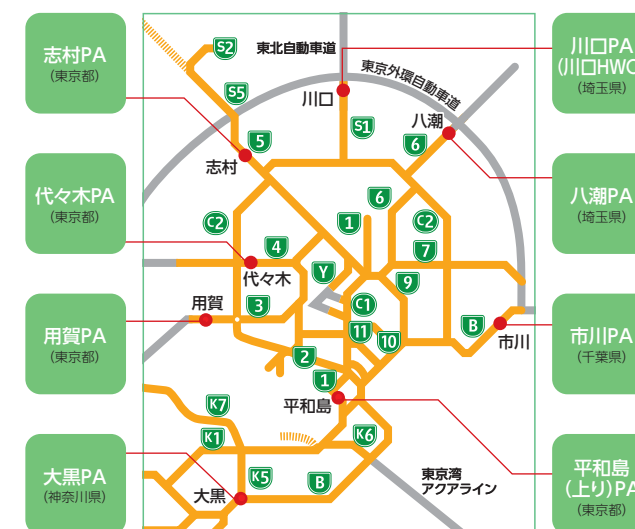 志村PA
(東京都)
代々木PA
(東京都)
用賀PA
(東京都)
大黒PA
(神奈川県)
S2
東北自動車道
東京外環自動車道
S5
川口
S1
八潮
5
6
志村
6
C2
1
C2
4
7
Y
代々木
9
用賀
3
C1
11
10
B
市川
2
1
平和島
K7
K1
K6
K5
B
大黒
東京湾
アクアライン
川口PA
(川口HWO
(埼玉県)
八潮PA
(埼玉県)
市川PA
(千葉県)
平和島
(上り)PA
(東京都)